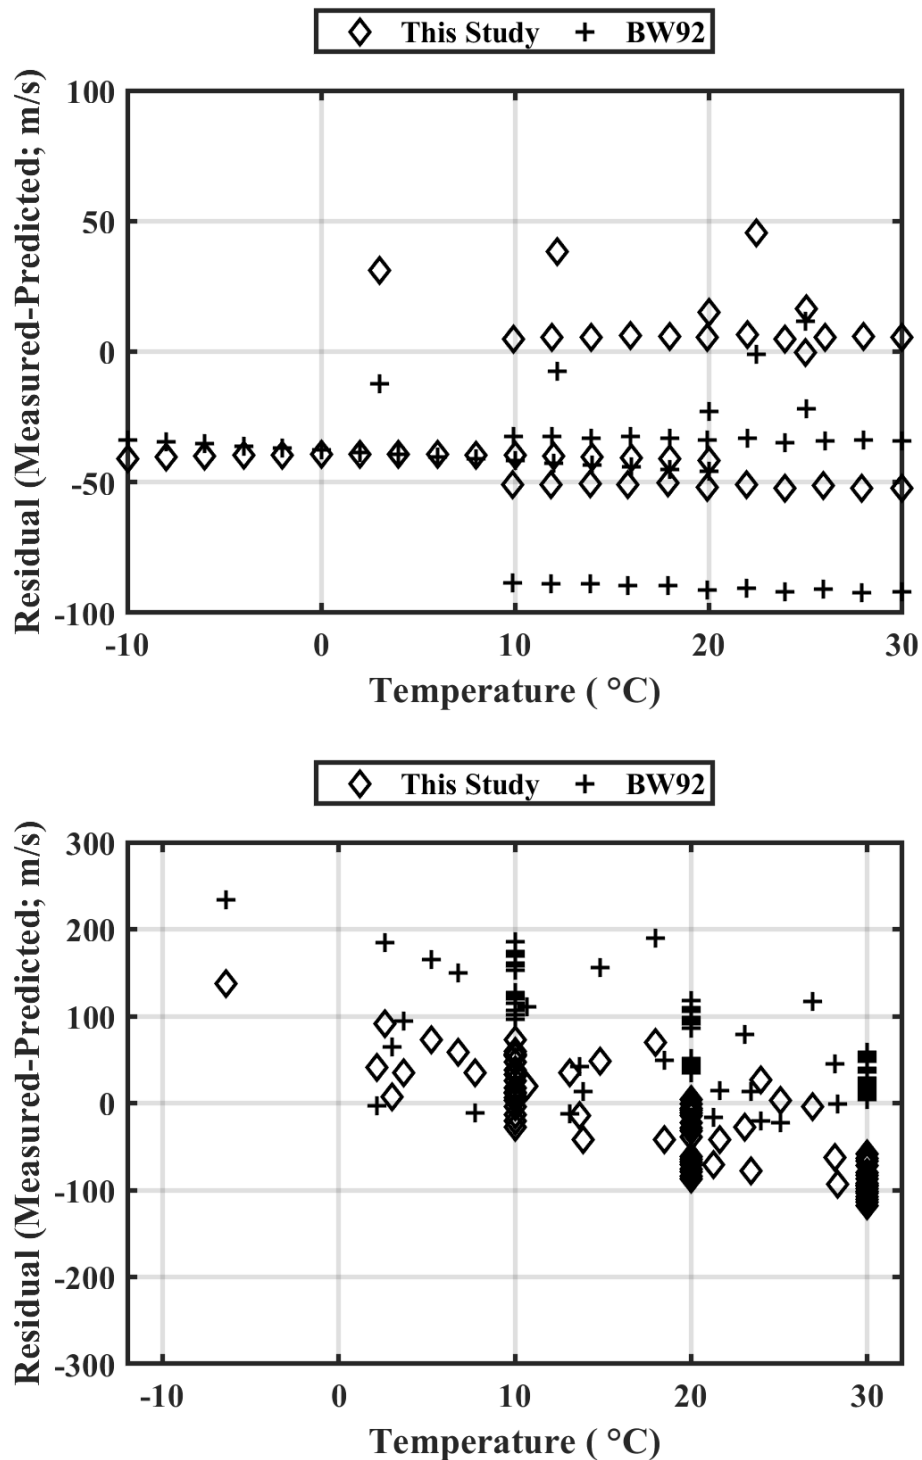 This Study BW92
100
50
0
-50
-100
Residual (Measured-Predicted; m/s)
-10 0 10 20 30
Temperature ( °C)
This Study BW92
300
200
100
0
-100
-200
-300
Residual (Measured-Predicted; m/s)
-10 0 10 20 30
Temperature ( °C)